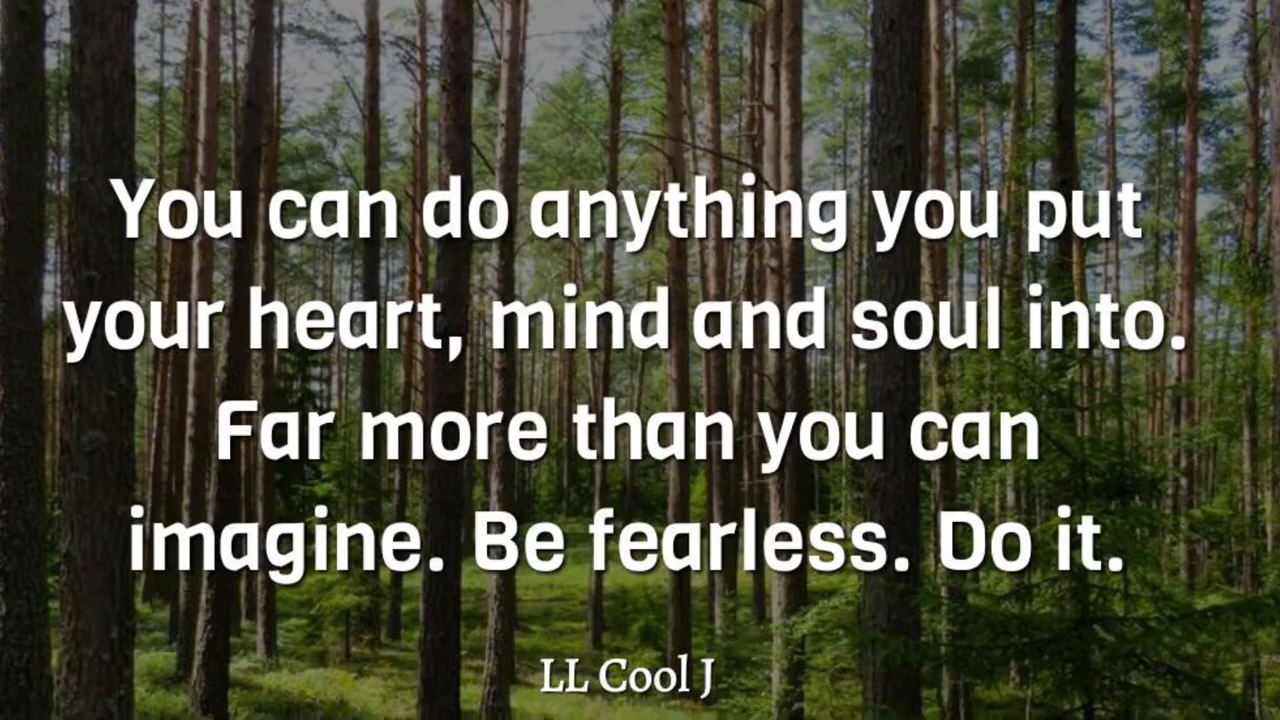 You can do anything you put
your heart, mind and soul into.
Far more than you can
imagine. Be fearless. Do it.
LL Cool J